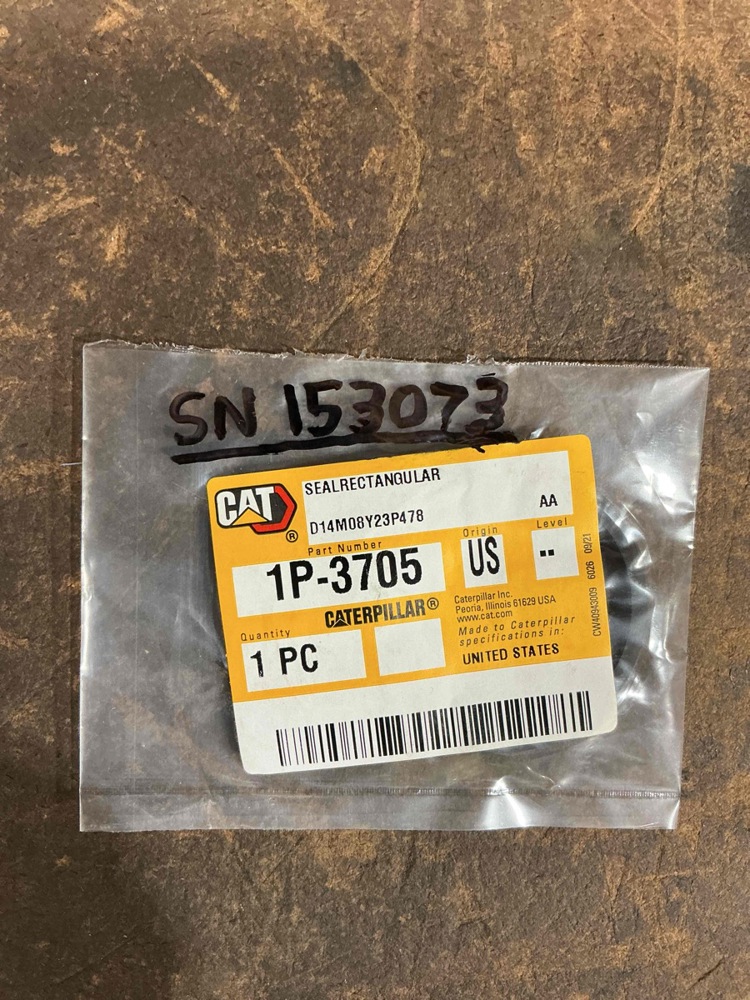 SN 153073
CAT®
SEALRECTANGULAR
AA
D14M08Y23P478
Part Number
1P-3705
Origin
US
Level
--
CATERPILLAR®
Quantity
1 PC
Caterpillar Inc.
Peoria, Illinois 61629 USA
www.cat.com
Made to Caterpillar
specifications in:
UNITED STATES
CW40943009 6026 09/21